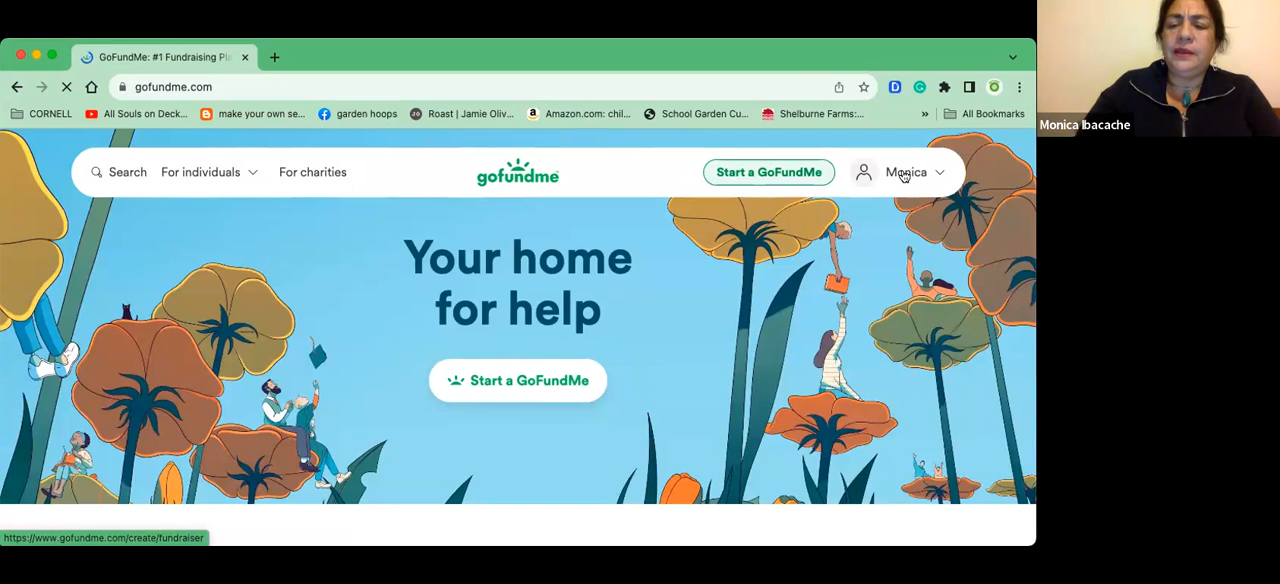 GoFundMe: #1 Fundraising Pla
gofundme.com
CORNELL All Souls on Deck... make your own se... garden hoops Roast | Jamie Oliv... Amazon.com: chil... School Garden Cu... Shelburne Farms:... » All Bookmarks
Monica Ibacache
Search For individuals For charities gofundme Start a GoFundMe Monica
Your home
for help
Start a GoFundMe
https://www.gofundme.com/create/fundraiser